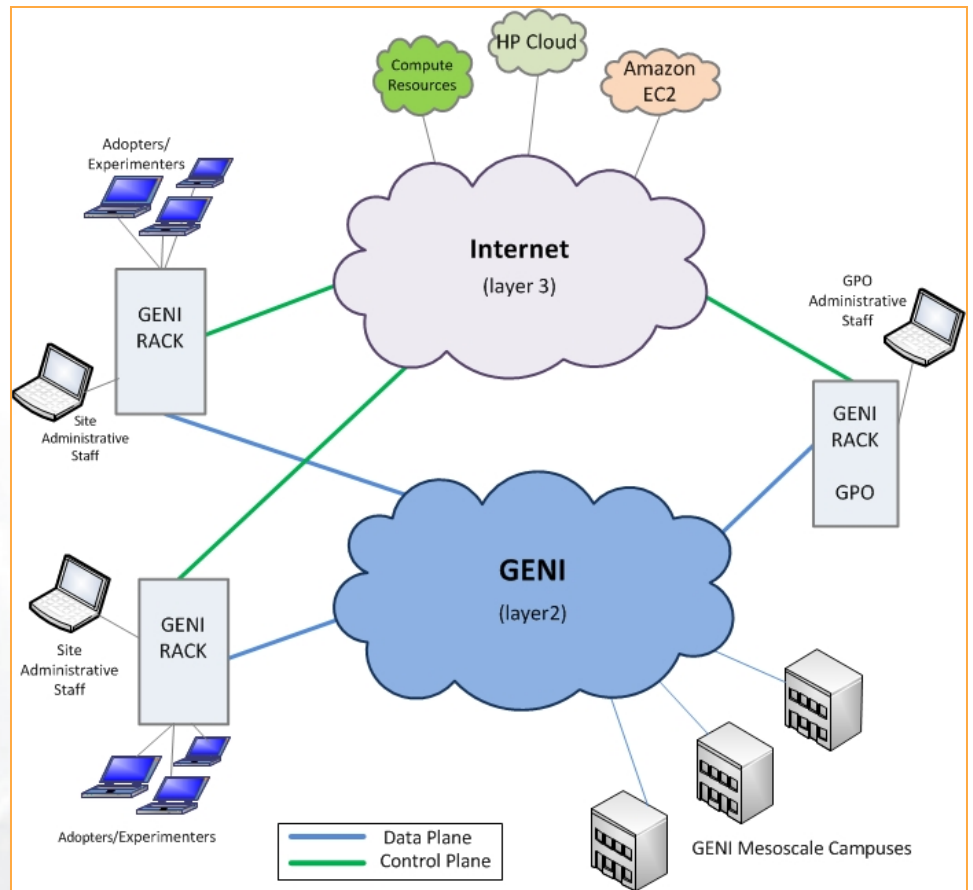 HP Cloud
Compute
Resources
Amazon
EC2
Adopters/
Experimenters
Internet
(layer 3)
GENI
RACK
GPO
Administrative
Staff
Site
Administrative
Staff
GENI
RACK
GPO
GENI
(layer2)
GENI
RACK
Site
Administrative
Staff
Adopters/Experimenters
Data Plane
Control Plane
GENI Mesoscale Campuses